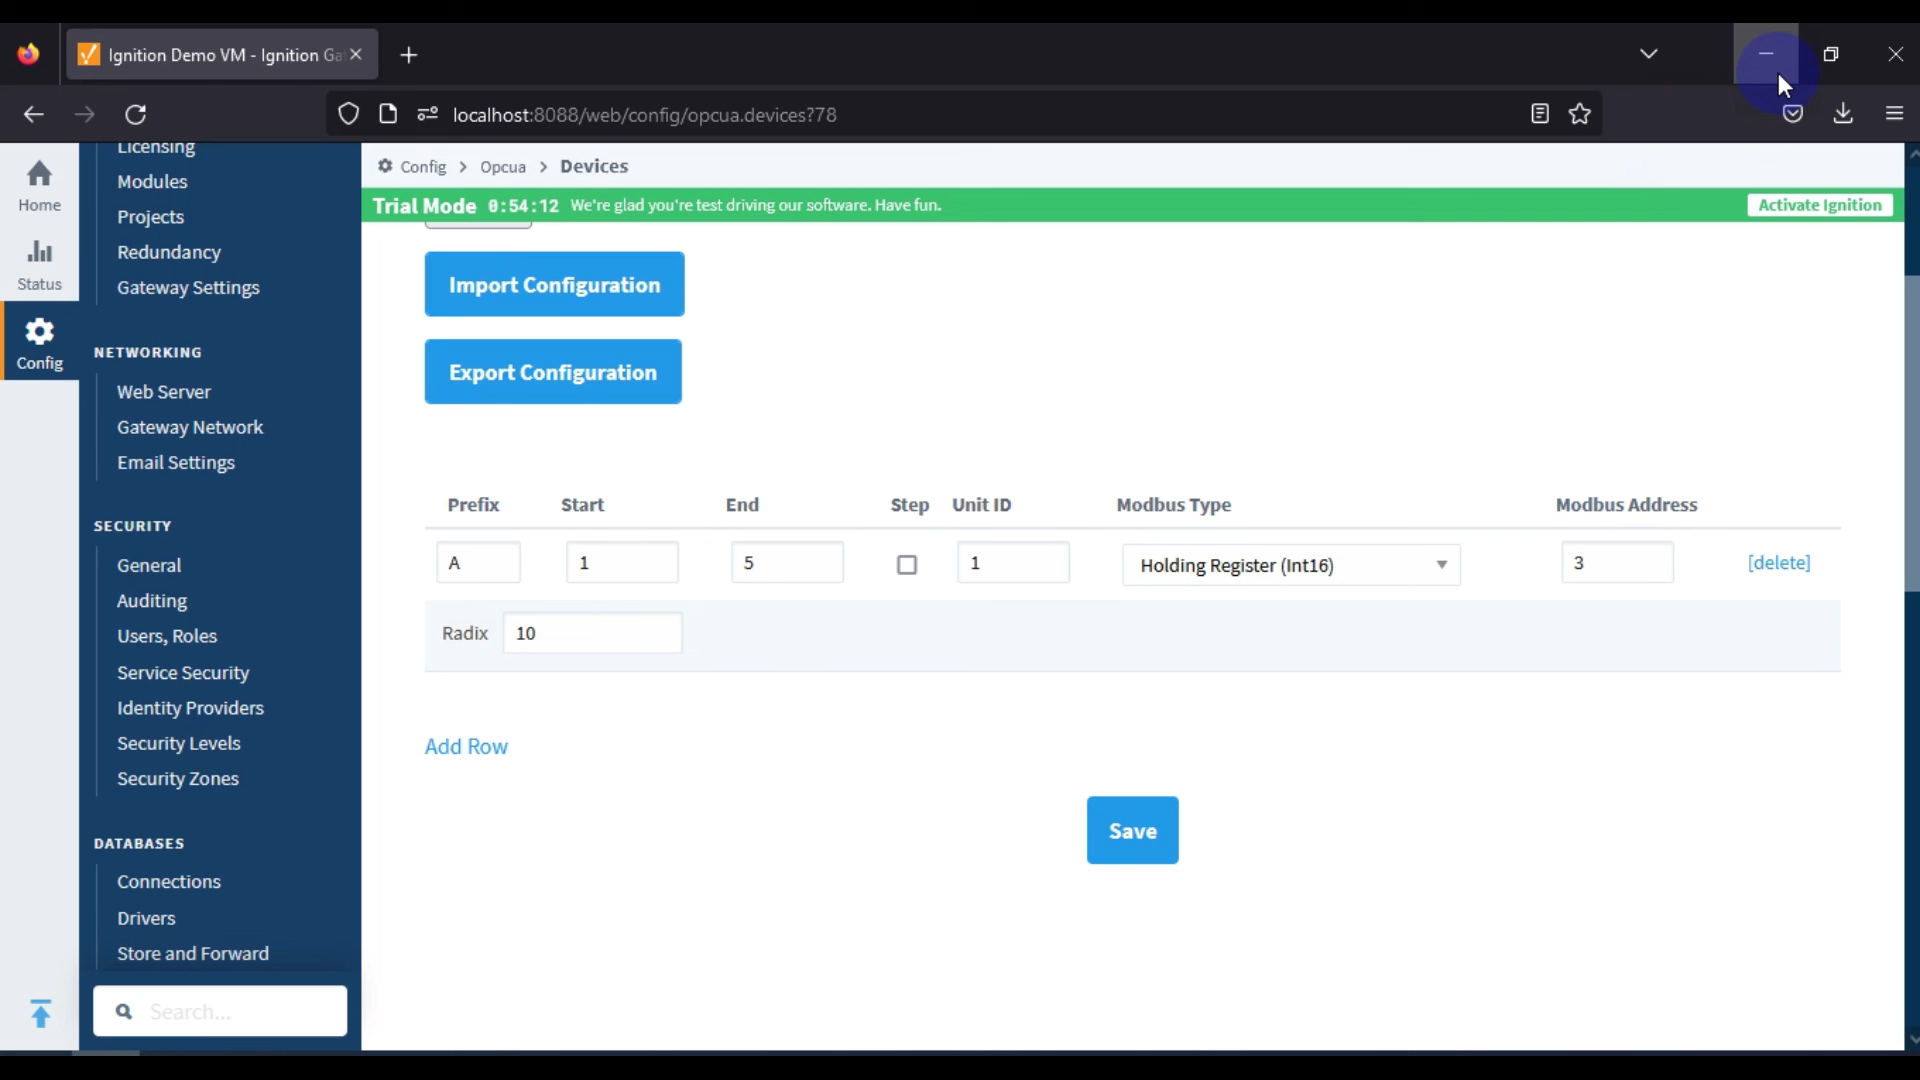 Ignition Demo VM - Ignition Ga
localhost:8088/web/config/opcua.devices?78
Home
Status
Config
Licensing
Modules
Projects
Redundancy
Gateway Settings
NETWORKING
Web Server
Gateway Network
Email Settings
SECURITY
General
Auditing
Users, Roles
Service Security
Identity Providers
Security Levels
Security Zones
DATABASES
Connections
Drivers
Store and Forward
Search...
Config > Opcua > Devices
Trial Mode 0:54:12 We're glad you're test driving our software. Have fun. Activate Ignition
Import Configuration
Export Configuration
Prefix Start End Step Unit ID Modbus Type Modbus Address
A 1 5 1 Holding Register (Int16) 3 [delete]
Radix 10
Add Row
Save